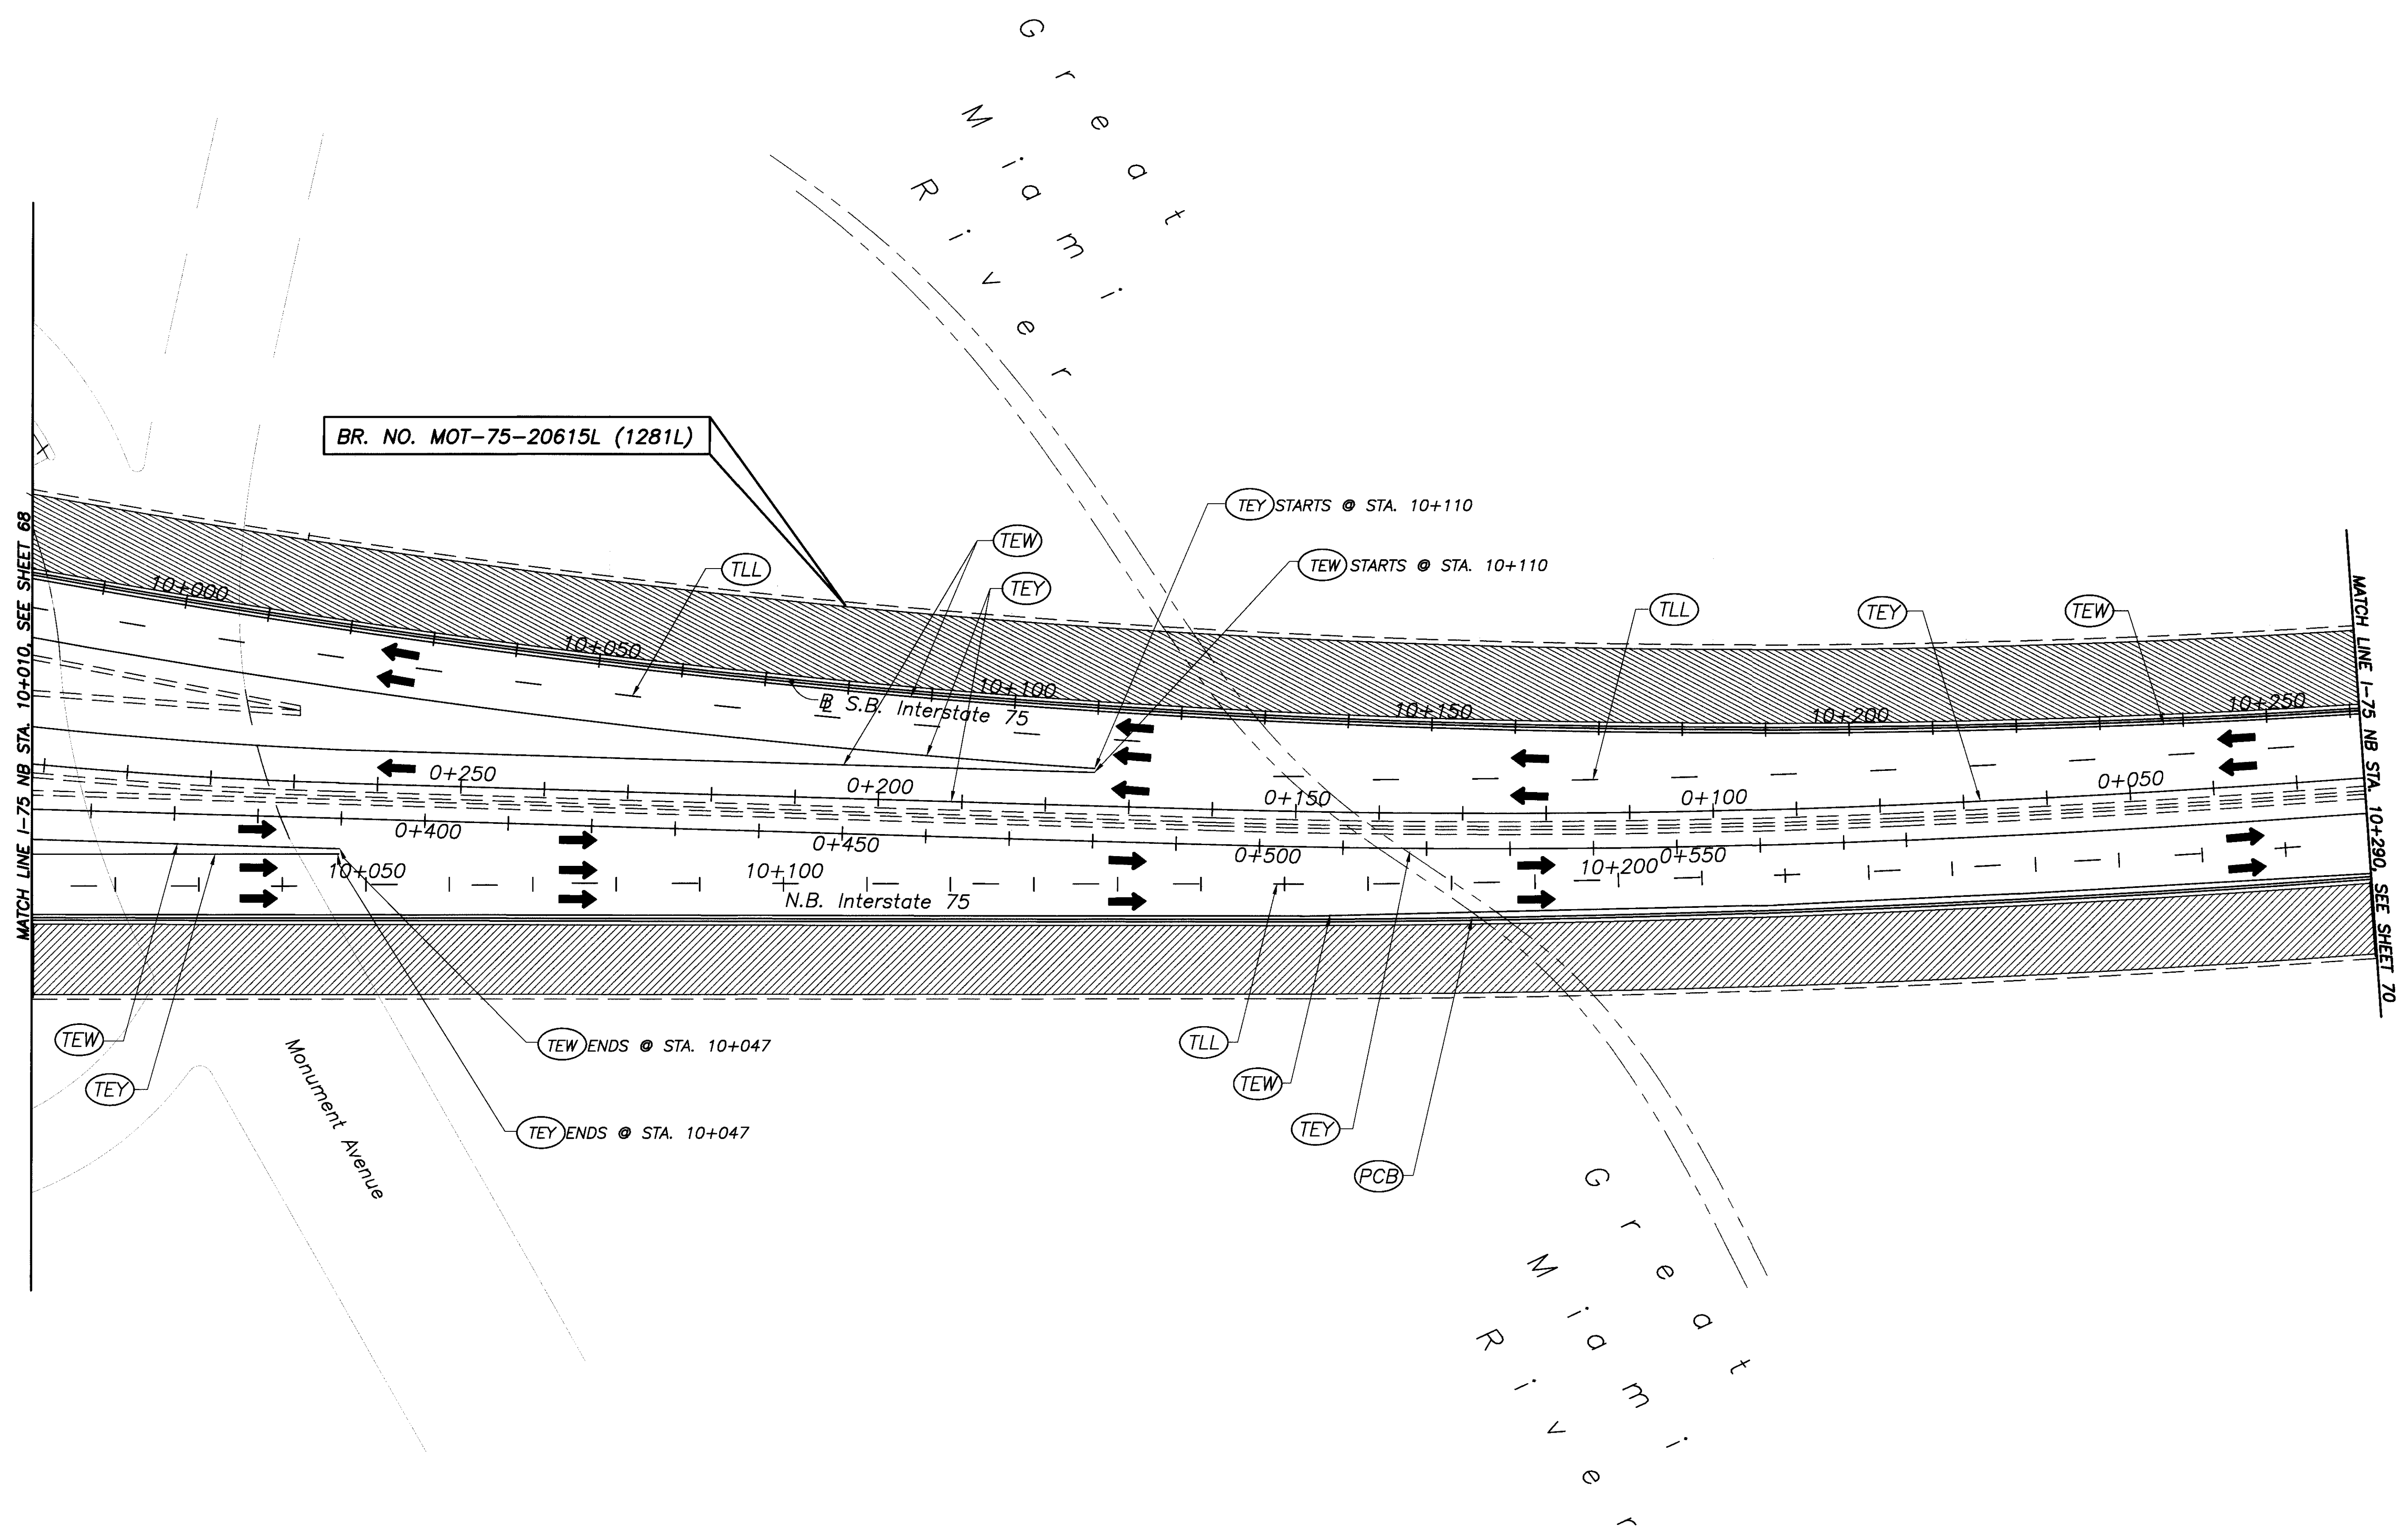 Great
Miami
River
BR. NO. MOT-75-20615L (1281L)
TEY STARTS @ STA. 10+110
TEW
TEW STARTS @ STA. 10+110
TLL
TEY
TLL
TEY
TEW
MATCH LINE I-75 NB STA. 10+010, SEE SHEET 68
MATCH LINE I-75 NB STA. 10+290, SEE SHEET 70
10+000
10+050
10+100
10+150
10+200
10+250
B S.B. Interstate 75
0+250
0+200
0+150
0+100
0+050
0+400
0+450
0+500
0+550
10+050
10+100
10+200
N.B. Interstate 75
TEW
TEW ENDS @ STA. 10+047
TLL
TEY
TEW
TEY ENDS @ STA. 10+047
TEY
PCB
Monument Avenue
Great
Miami
River